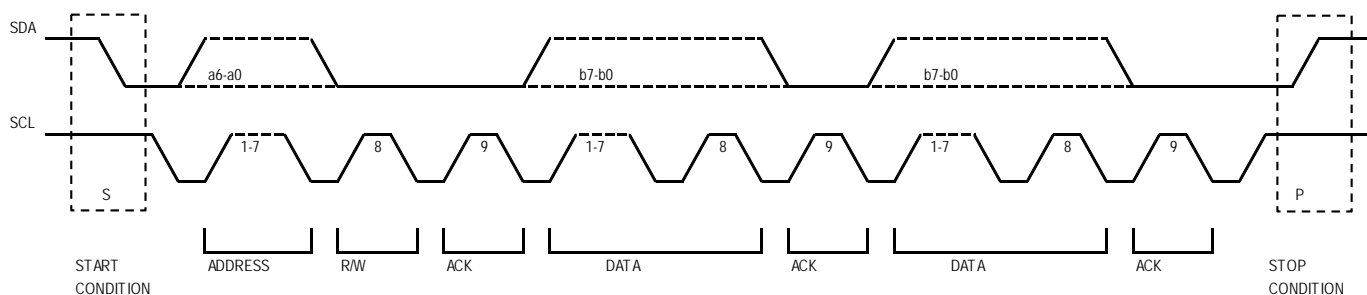 SDA
a6-a0 b7-b0 b7-b0
SCL
1-7 8 9 1-7 8 9 1-7 8 9
S P
START CONDITION
ADDRESS R/W ACK DATA ACK DATA ACK
STOP CONDITION